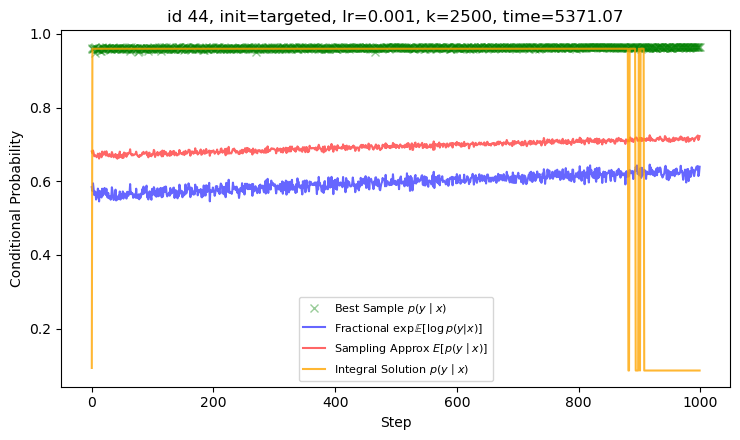 id 44, init=targeted, lr=0.001, k=2500, time=5371.07
Conditional Probability
1.0
0.8
0.6
0.4
0.2
Best Sample p(y | x)
Fractional exp𝔼[log p(y|x)]
Sampling Approx E[p(y | x)]
Integral Solution p(y | x)
0 200 400 600 800 1000
Step